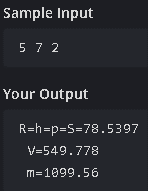 Sample Input
5 7 2
Your Output
R=h=p=S=78.5397
V=549.778
m=1099.56